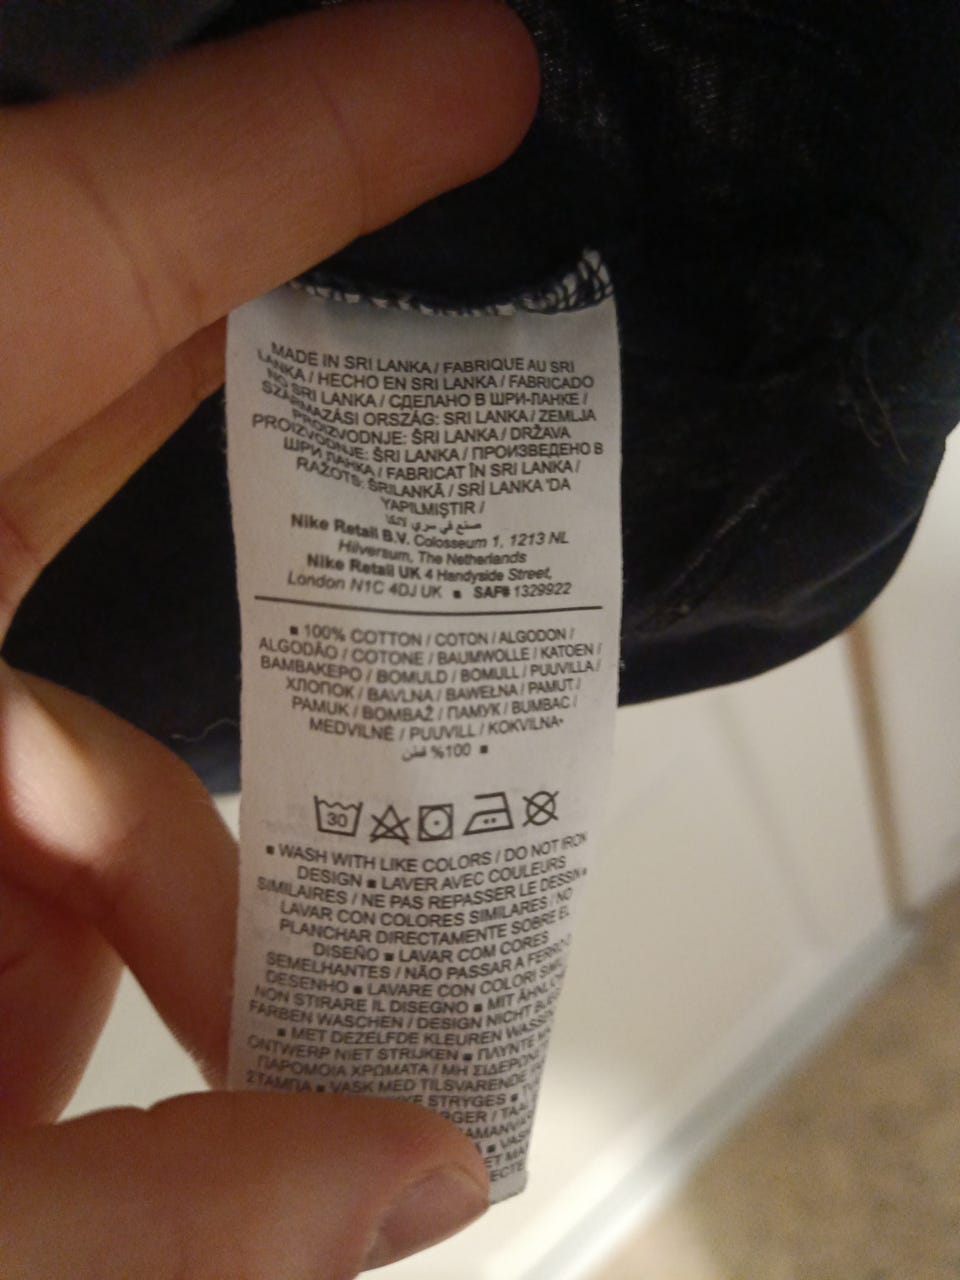 MADE IN SRI LANKA / FABRIQUE AU SRI
LANKA / HECHO EN SRI LANKA / FABRICADO
NO SRI LANKA / СДЕЛАНО В ШРИ-ЛАНКЕ /
SZÁRMAZÁSI ORSZÁG: SRI LANKA / ZEMLJA
PROIZVODNJE: ŠRI LANKA / DRŽAVA
PROIZVODNJE: ŠRI LANKA / ПРОИЗВЕДЕНО В
ШРИ ЛАНКА / FABRICAT ÎN SRI LANKA /
RAŽOTS: ŠRILANKĀ / SRİ LANKA 'DA
YAPILMIŞTIR /
صنع في سري لانكا
Nike Retail B.V. Colosseum 1, 1213 NL
Hilversum, The Netherlands
Nike Retail UK 4 Handyside Street,
London N1C 4DJ UK ■ SAF# 1329922
■ 100% COTTON / COTON / ALGODON /
ALGODÃO / COTONE / BAUMWOLLE / KATOEN /
ΒΑΜΒΑΚΕΡΟ / BOMULD / BOMULL / PUUVILLA /
ХЛОПОК / BAVLNA / BAWEŁNA / PAMUT /
PAMUK / BOMBAŽ / ПАМУК / BUMBAC /
MEDVILNĖ / PUUVILL / KOKVILNA
%100 قطن ■
30
■ WASH WITH LIKE COLORS / DO NOT IRON
DESIGN ■ LAVER AVEC COULEURS
SIMILAIRES / NE PAS REPASSER LE DESSIN
LAVAR CON COLORES SIMILARES / NO
PLANCHAR DIRECTAMENTE SOBRE EL
DISEÑO ■ LAVAR COM CORES
SEMELHANTES / NÃO PASSAR A FERRO
DESENHO ■ LAVARE CON COLORI
NON STIRARE IL DISEGNO ■ MIT
FARBEN WASCHEN / DESIGN NICHT
■ MET DEZELFDE KLEUREN WASSEN
ONTWERP NIET STRIJKEN ■ ΠΛΥΝΤΕ
ΠΑΡΟΜΟΙΑ ΧΡΩΜΑΤΑ / ΜΗ
ΣΤΑΜΠΑ ■ VASK MED TILSVARENDE
STRYGES ■